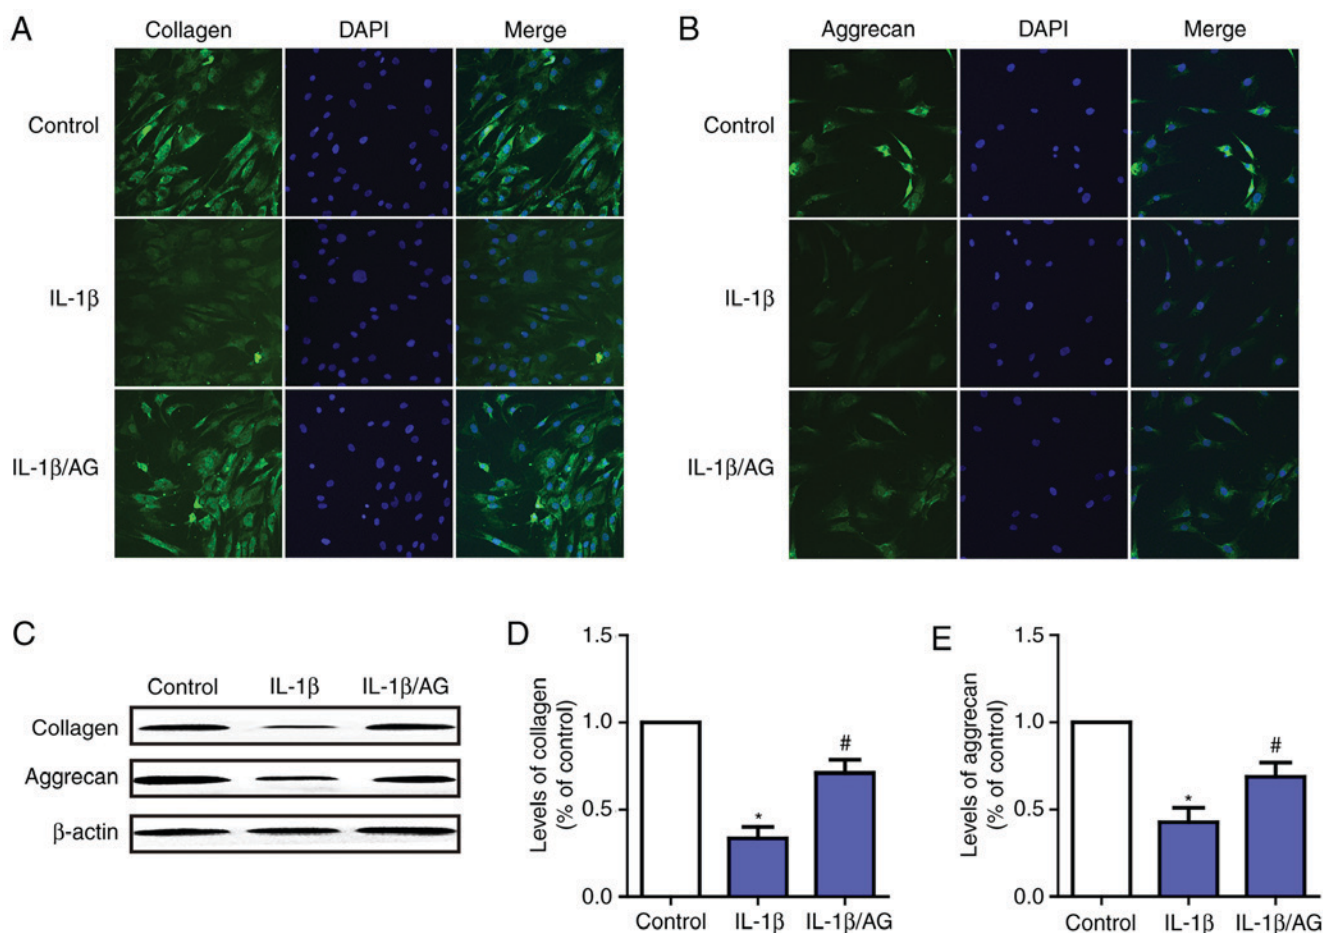 A
Collagen DAPI Merge
Control
IL-1β
IL-1β/AG
B
Aggrecan DAPI Merge
Control
IL-1β
IL-1β/AG
C
Control IL-1β IL-1β/AG
Collagen
Aggrecan
β-actin
D
Levels of collagen
(% of control)
1.5
1.0
0.5
0.0
*
#
Control IL-1β IL-1β/AG
E
Levels of aggrecan
(% of control)
1.5
1.0
0.5
0.0
*
#
Control IL-1β IL-1β/AG